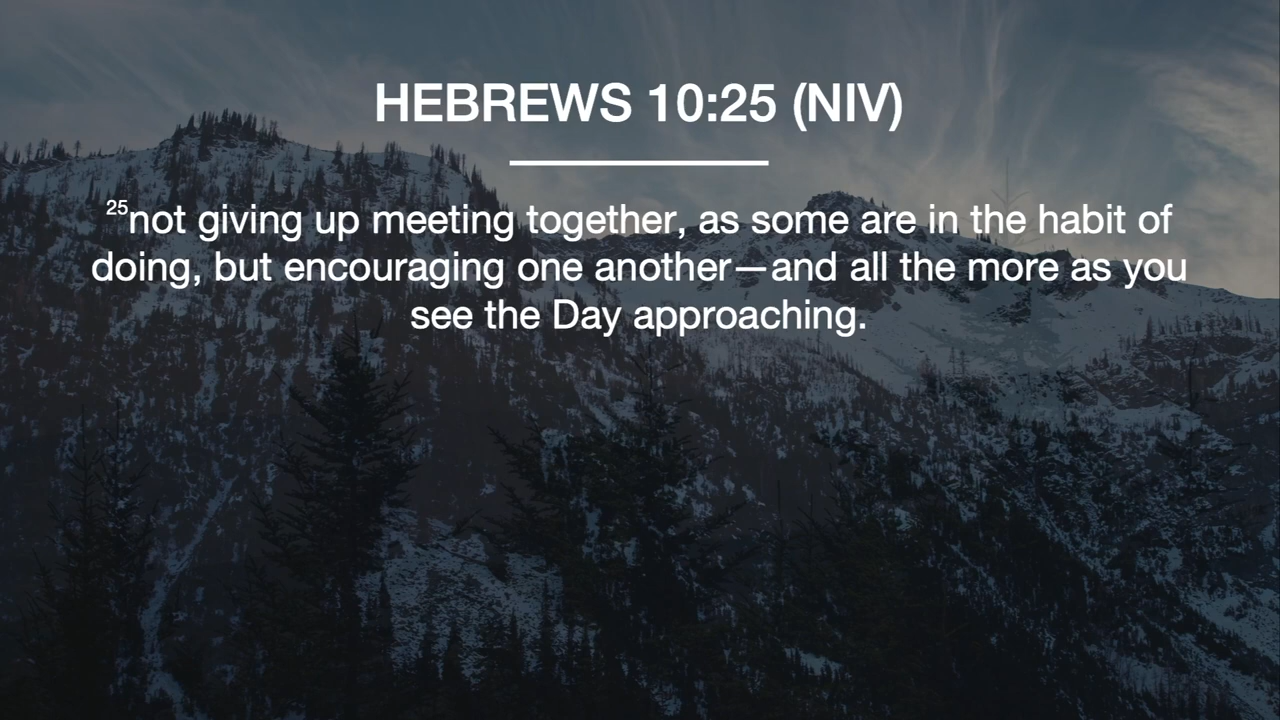 HEBREWS 10:25 (NIV)
25not giving up meeting together, as some are in the habit of
doing, but encouraging one another—and all the more as you
see the Day approaching.